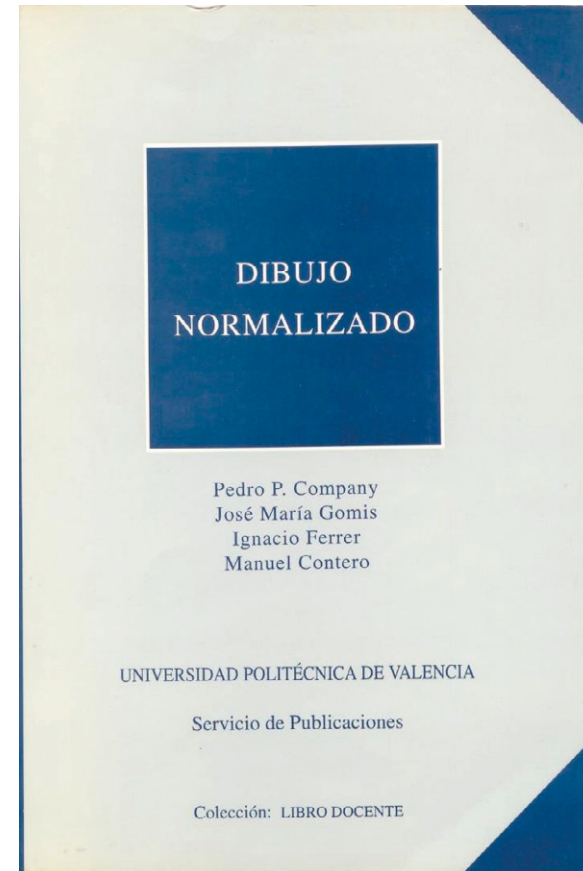 DIBUJO
NORMALIZADO
Pedro P. Company
José María Gomis
Ignacio Ferrer
Manuel Contero
UNIVERSIDAD POLITÉCNICA DE VALENCIA
Servicio de Publicaciones
Colección: LIBRO DOCENTE